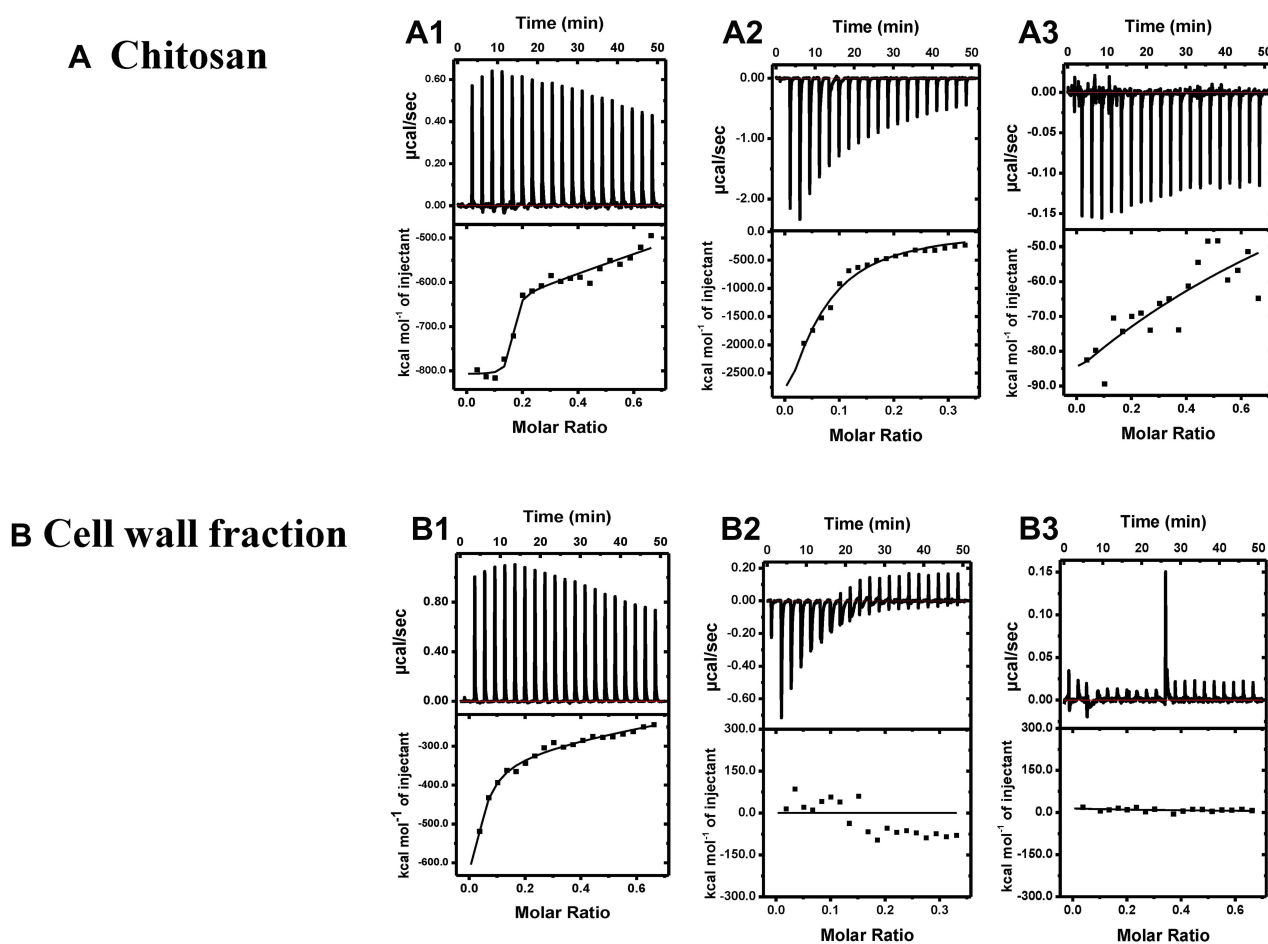 A Chitosan
A1
Time (min)
0 10 20 30 40 50
0.60
0.40
0.20
0.00
µcal/sec
-500.0
-600.0
-700.0
-800.0
kcal mol-1 of injectant
0.0 0.2 0.4 0.6
Molar Ratio
A2
Time (min)
0 10 20 30 40 50
0.00
-1.00
-2.00
µcal/sec
0.0
-500.0
-1000.0
-1500.0
-2000.0
-2500.0
kcal mol-1 of injectant
0.0 0.1 0.2 0.3
Molar Ratio
A3
Time (min)
0 10 20 30 40 50
0.00
-0.05
-0.10
-0.15
µcal/sec
-50.0
-60.0
-70.0
-80.0
-90.0
kcal mol-1 of injectant
0.0 0.2 0.4 0.6
Molar Ratio
B Cell wall fraction
B1
Time (min)
0 10 20 30 40 50
0.80
0.40
0.00
µcal/sec
-300.0
-400.0
-500.0
-600.0
kcal mol-1 of injectant
0.0 0.2 0.4 0.6
Molar Ratio
B2
Time (min)
0 10 20 30 40 50
0.20
0.00
-0.20
-0.40
-0.60
µcal/sec
300.0
150.0
0.0
-150.0
-300.0
kcal mol-1 of injectant
0.0 0.1 0.2 0.3
Molar Ratio
B3
Time (min)
0 10 20 30 40 50
0.15
0.10
0.05
0.00
µcal/sec
300.0
150.0
0.0
-150.0
-300.0
kcal mol-1 of injectant
0.0 0.2 0.4 0.6
Molar Ratio